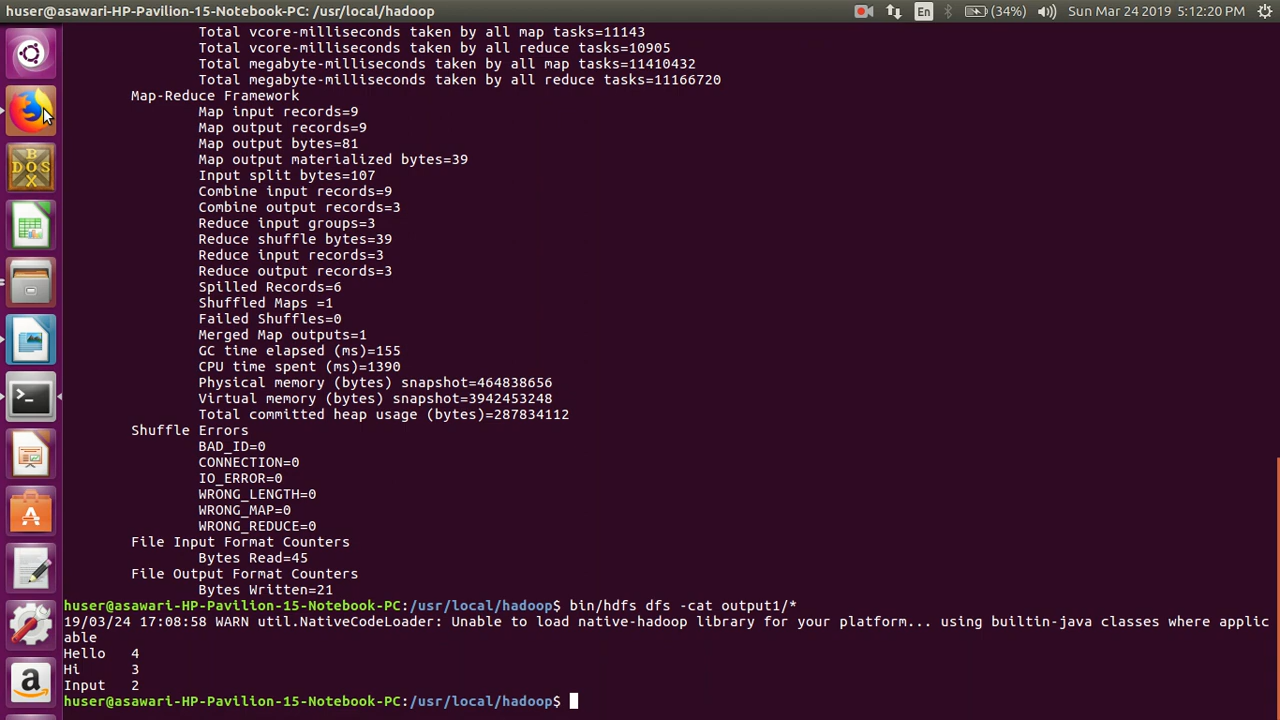 huser@asawari-HP-Pavilion-15-Notebook-PC: /usr/local/hadoop En (34%) Sun Mar 24 2019 5:12:20 PM
Total vcore-milliseconds taken by all map tasks=11143
Total vcore-milliseconds taken by all reduce tasks=10905
Total megabyte-milliseconds taken by all map tasks=11410432
Total megabyte-milliseconds taken by all reduce tasks=11166720
Map-Reduce Framework
Map input records=9
Map output records=9
Map output bytes=81
Map output materialized bytes=39
Input split bytes=107
Combine input records=9
Combine output records=3
Reduce input groups=3
Reduce shuffle bytes=39
Reduce input records=3
Reduce output records=3
Spilled Records=6
Shuffled Maps =1
Failed Shuffles=0
Merged Map outputs=1
GC time elapsed (ms)=155
CPU time spent (ms)=1390
Physical memory (bytes) snapshot=464838656
Virtual memory (bytes) snapshot=3942453248
Total committed heap usage (bytes)=287834112
Shuffle Errors
BAD_ID=0
CONNECTION=0
IO_ERROR=0
WRONG_LENGTH=0
WRONG_MAP=0
WRONG_REDUCE=0
File Input Format Counters
Bytes Read=45
File Output Format Counters
Bytes Written=21
huser@asawari-HP-Pavilion-15-Notebook-PC:/usr/local/hadoop$ bin/hdfs dfs -cat output1/*
19/03/24 17:08:58 WARN util.NativeCodeLoader: Unable to load native-hadoop library for your platform... using builtin-java classes where applic
able
Hello 4
Hi 3
Input 2
huser@asawari-HP-Pavilion-15-Notebook-PC:/usr/local/hadoop$
B
DOS
X
>_
A
a